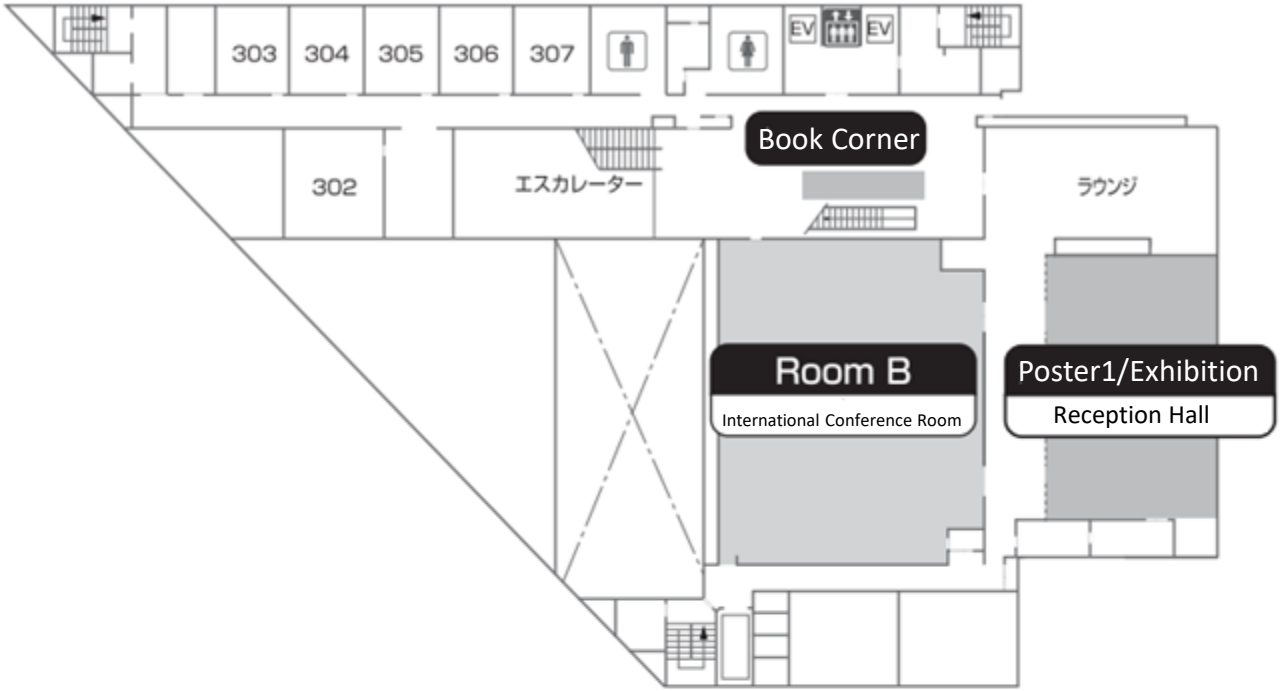 EV
EV
303
304
305
306
307
Book Corner
302
エスカレーター
ラウンジ
Room B
International Conference Room
Poster1/Exhibition
Reception Hall